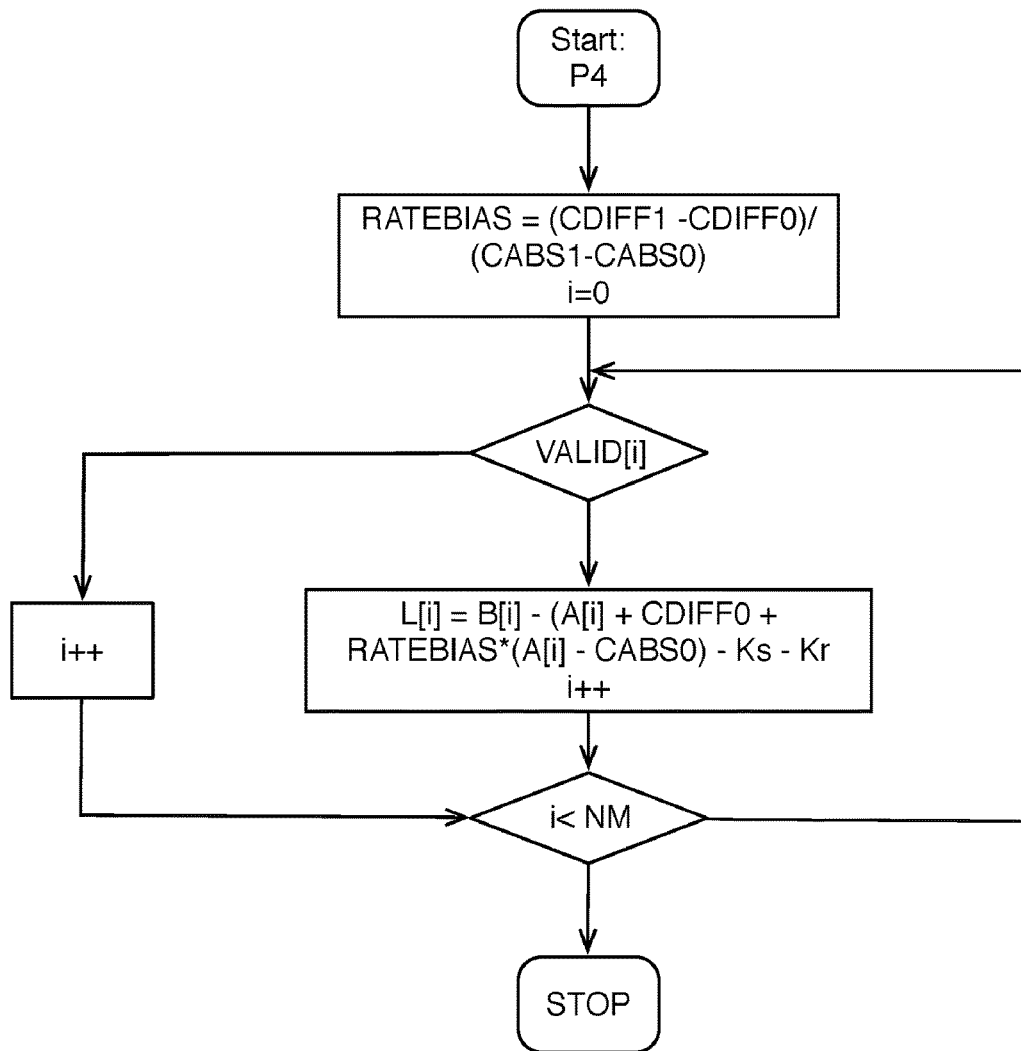 Start:
P4
RATEBIAS = (CDIFF1 -CDIFF0)/
(CABS1-CABS0)
i=0
VALID[i]
L[i] = B[i] - (A[i] + CDIFF0 +
RATEBIAS*(A[i] - CABS0) - Ks - Kr
i++
i++
i< NM
STOP